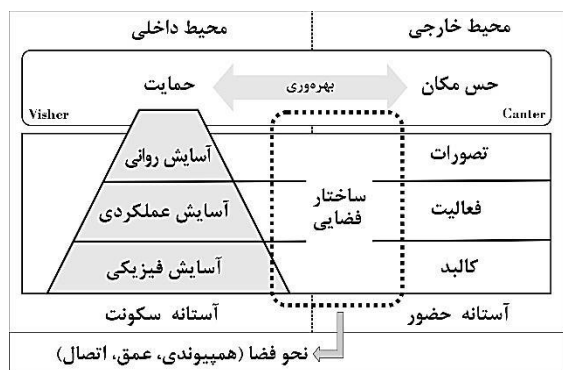 محیط خارجی
محیط داخلی
حس مکان
بهره‌وری
حمایت
Canter
Visher
تصورات
آسایش روانی
ساختار
فضایی
فعالیت
آسایش عملکردی
کالبد
آسایش فیزیکی
آستانه حضور
آستانه سکونت
نحو فضا (همپیوندی، عمق، اتصال)